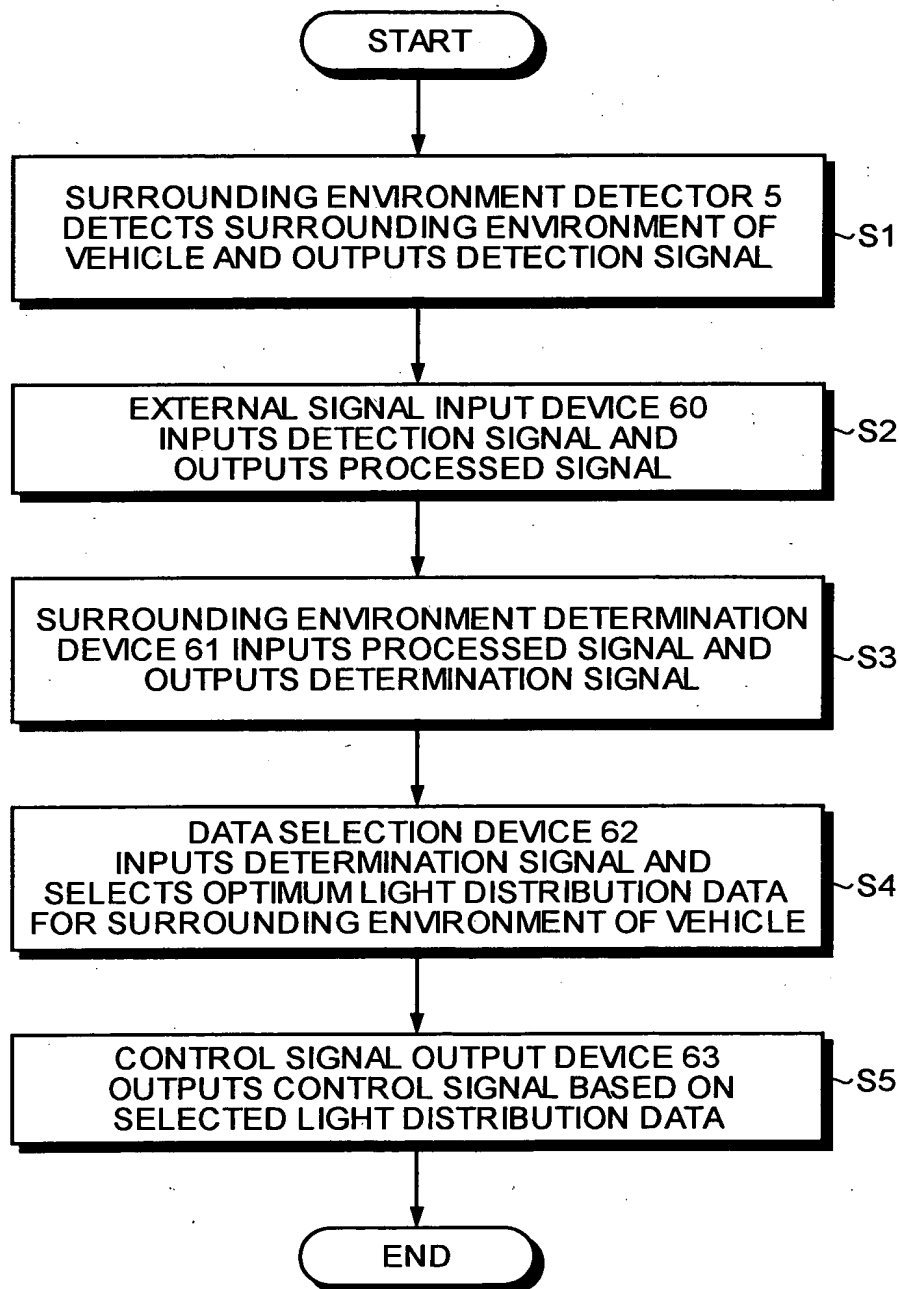 START
SURROUNDING ENVIRONMENT DETECTOR 5
DETECTS SURROUNDING ENVIRONMENT OF
VEHICLE AND OUTPUTS DETECTION SIGNAL
S1
EXTERNAL SIGNAL INPUT DEVICE 60
INPUTS DETECTION SIGNAL AND
OUTPUTS PROCESSED SIGNAL
S2
SURROUNDING ENVIRONMENT DETERMINATION
DEVICE 61 INPUTS PROCESSED SIGNAL AND
OUTPUTS DETERMINATION SIGNAL
S3
DATA SELECTION DEVICE 62
INPUTS DETERMINATION SIGNAL AND
SELECTS OPTIMUM LIGHT DISTRIBUTION DATA
FOR SURROUNDING ENVIRONMENT OF VEHICLE
S4
CONTROL SIGNAL OUTPUT DEVICE 63
OUTPUTS CONTROL SIGNAL BASED ON
SELECTED LIGHT DISTRIBUTION DATA
S5
END